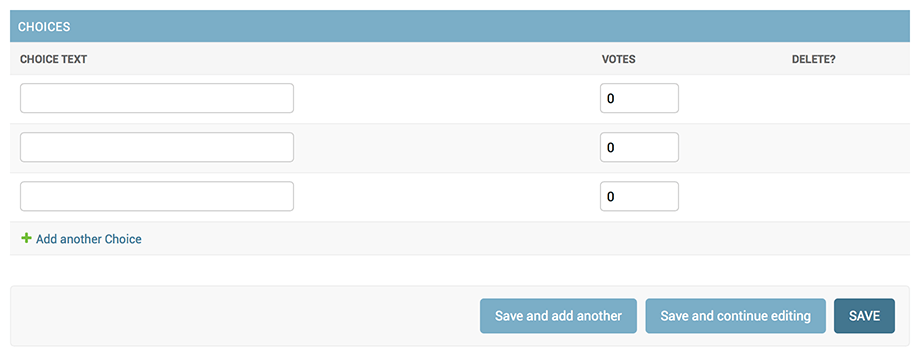 CHOICES
CHOICE TEXT VOTES DELETE?
0
0
0
Add another Choice
Save and add another Save and continue editing SAVE